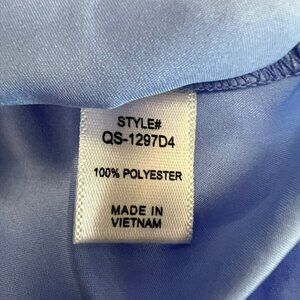 STYLE#
QS-1297D4
100% POLYESTER
MADE IN
VIETNAM